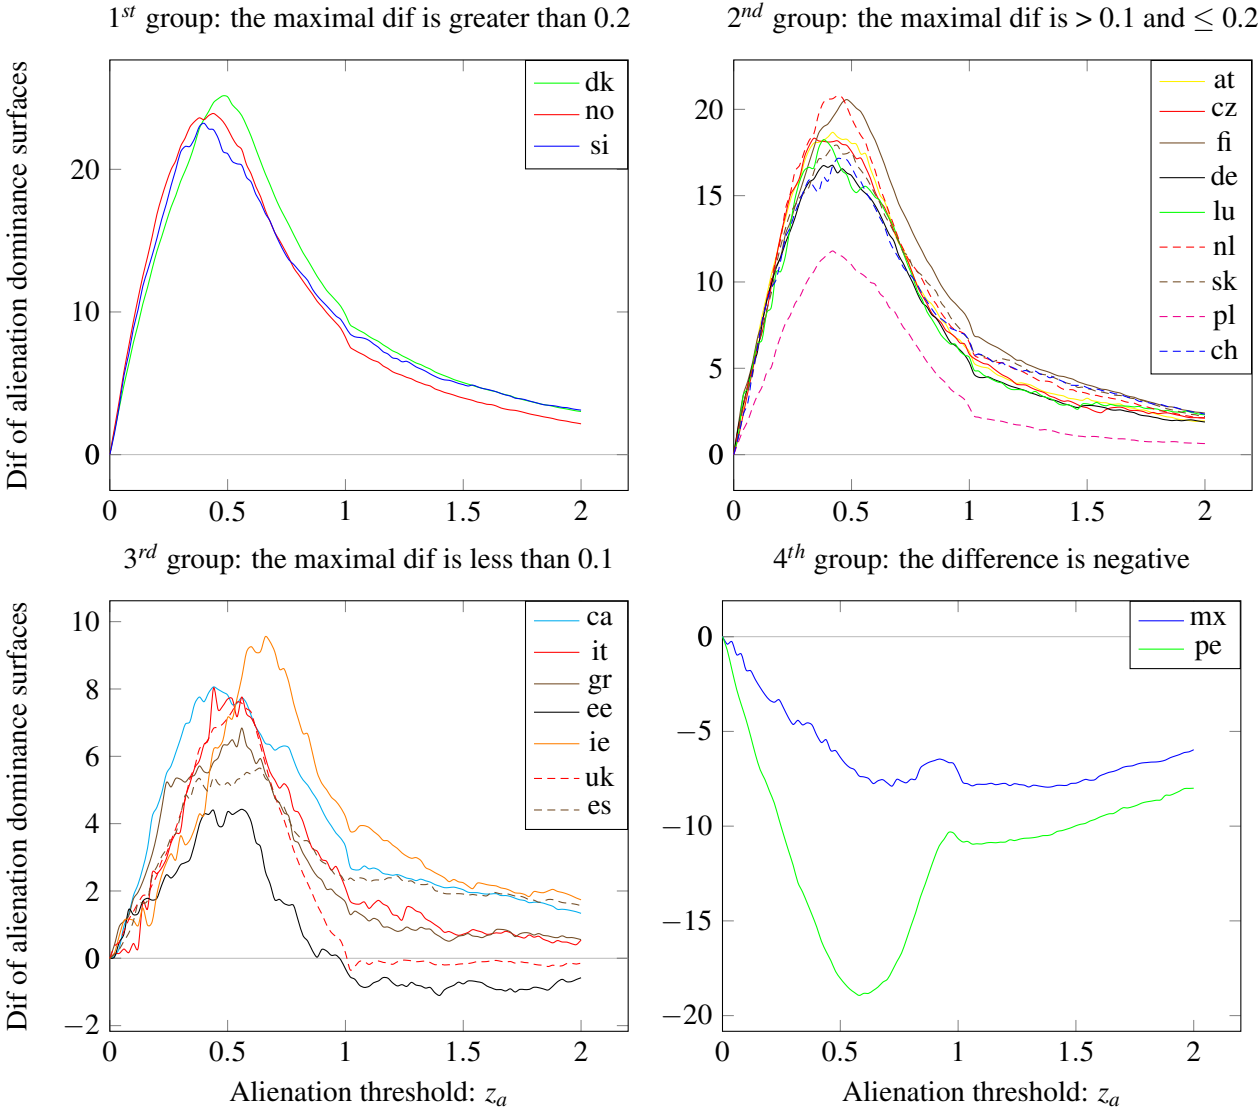 1st group: the maximal dif is greater than 0.2
Dif of alienation dominance surfaces
20
10
0
0 0.5 1 1.5 2
dk
no
si
2nd group: the maximal dif is > 0.1 and ≤ 0.2
20
15
10
5
0
0 0.5 1 1.5 2
at
cz
fi
de
lu
nl
sk
pl
ch
3rd group: the maximal dif is less than 0.1
Dif of alienation dominance surfaces
10
8
6
4
2
0
−2
0 0.5 1 1.5 2
Alienation threshold: za
ca
it
gr
ee
ie
uk
es
4th group: the difference is negative
0
−5
−10
−15
−20
0 0.5 1 1.5 2
Alienation threshold: za
mx
pe